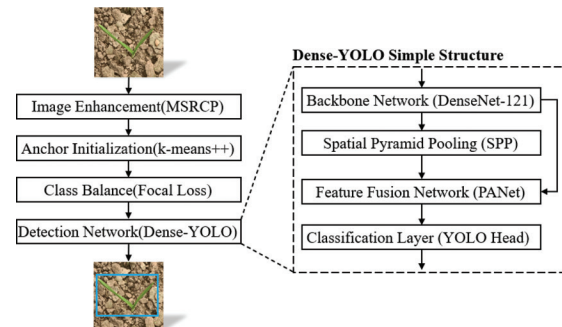 Image Enhancement(MSRCP)
Anchor Initialization(k-means++)
Class Balance(Focal Loss)
Detection Network(Dense-YOLO)
Dense-YOLO Simple Structure
Backbone Network (DenseNet-121)
Spatial Pyramid Pooling (SPP)
Feature Fusion Network (PANet)
Classification Layer (YOLO Head)